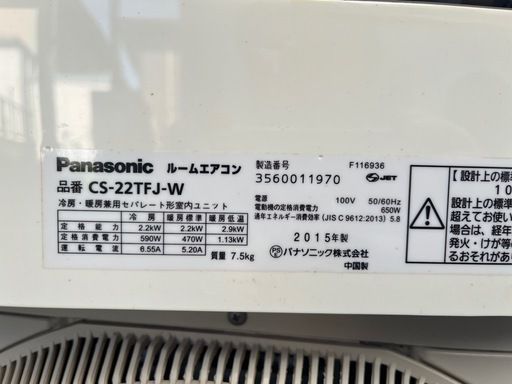 Panasonic ルームエアコン
品番 CS-22TFJ-W
冷房・暖房兼用セパレート形室内ユニット
冷房 暖房標準 暖房低温
定格能力 2.2kW 2.2kW 2.9kW
定格消費電力 590W 470W 1.13kW
運転電流 6.55A 5.20A
質量 7.5kg
製造番号 F116936
3560011970 JET
電源 100V 50/60Hz
電動機の定格消費電力 650W
通年エネルギー消費効率(JIS C 9612:2013) 5.8
2015年製
PS パナソニック株式会社
中国製
【設計上の標準
10
設計上の標準
超えてお使い
場合は、経年
発火・けが等の